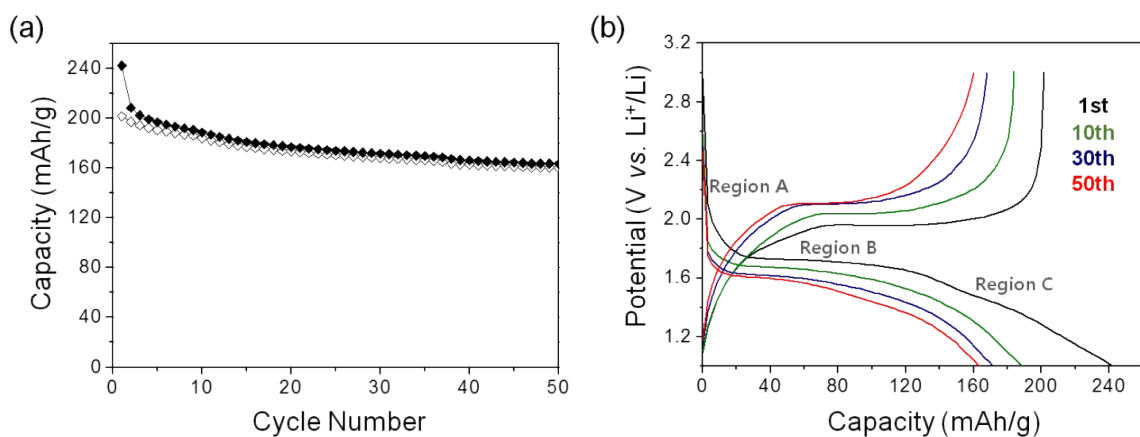 (a)
Capacity (mAh/g)
240
200
160
120
80
40
0
0
10
20
30
40
50
Cycle Number
(b)
Potential (V vs. Li⁺/Li)
3.2
2.8
2.4
2.0
1.6
1.2
Region A
Region B
Region C
1st
10th
30th
50th
0
40
80
120
160
200
240
Capacity (mAh/g)